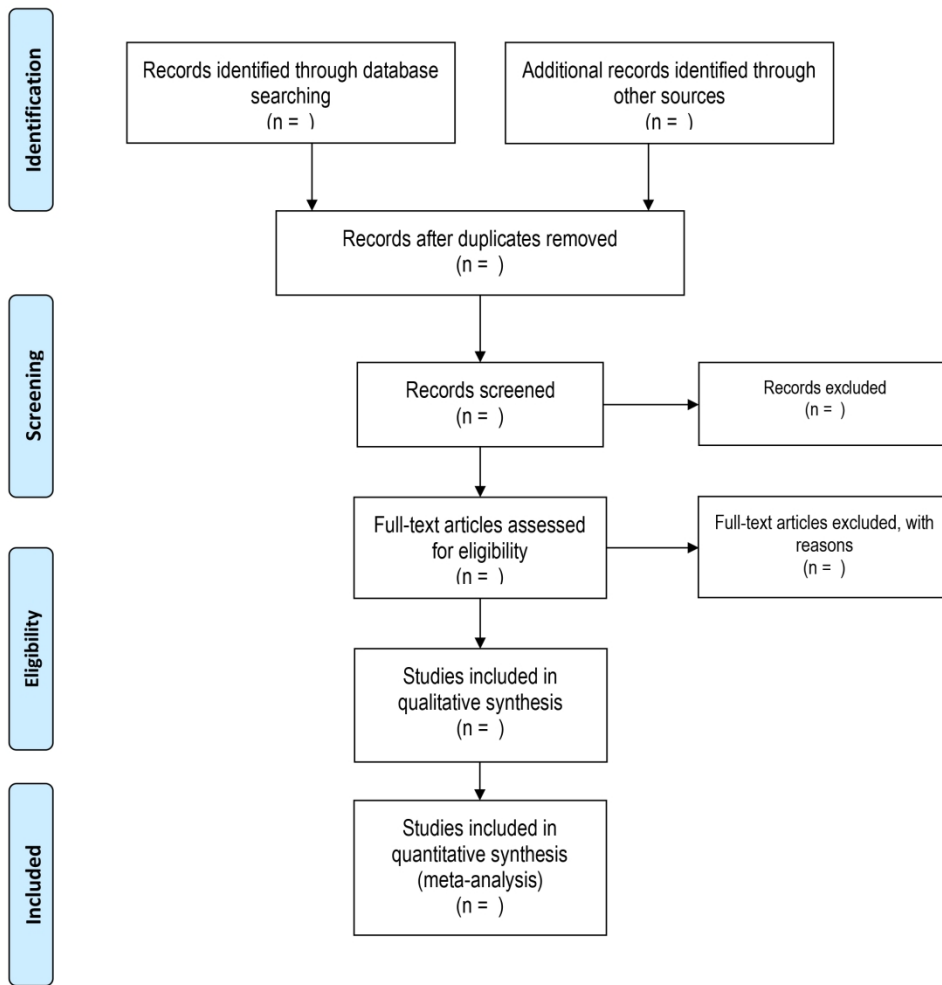 Identification
Records identified through database
searching
(n = )
Additional records identified through
other sources
(n = )
Records after duplicates removed
(n = )
Screening
Records screened
(n = )
Records excluded
(n = )
Full-text articles assessed
for eligibility
(n = )
Full-text articles excluded, with
reasons
(n = )
Eligibility
Studies included in
qualitative synthesis
(n = )
Included
Studies included in
quantitative synthesis
(meta-analysis)
(n = )